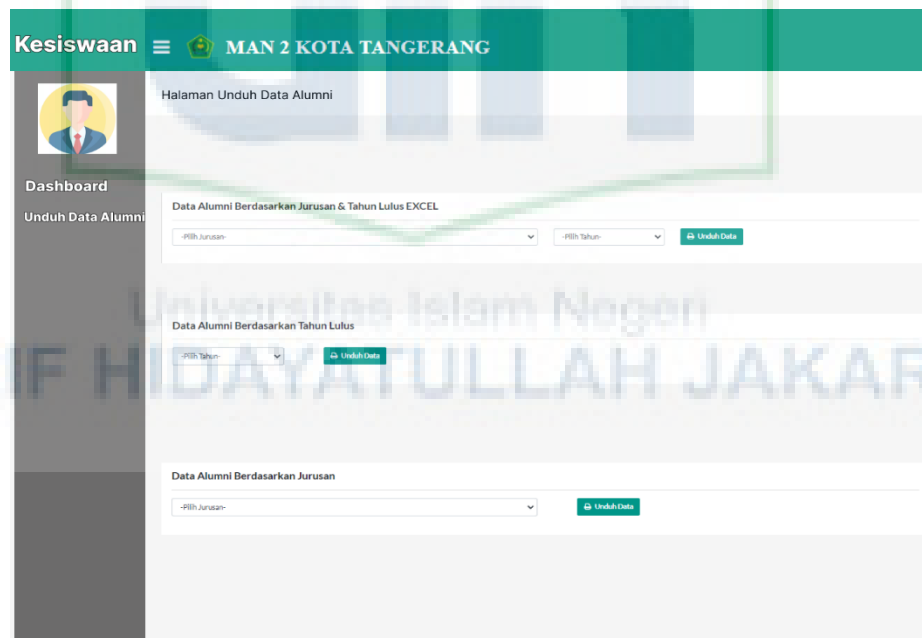 Kesiswaan MAN 2 KOTA TANGERANG
Halaman Unduh Data Alumni
Dashboard
Unduh Data Alumni
Data Alumni Berdasarkan Jurusan & Tahun Lulus EXCEL
-Pilih Jurusan- -Pilih Tahun- Unduh Data
Universitas Islam Negeri
Data Alumni Berdasarkan Tahun Lulus
-Pilih Tahun- Unduh Data
IF HIDAYATULLAH JAKAR
Data Alumni Berdasarkan Jurusan
-Pilih Jurusan- Unduh Data